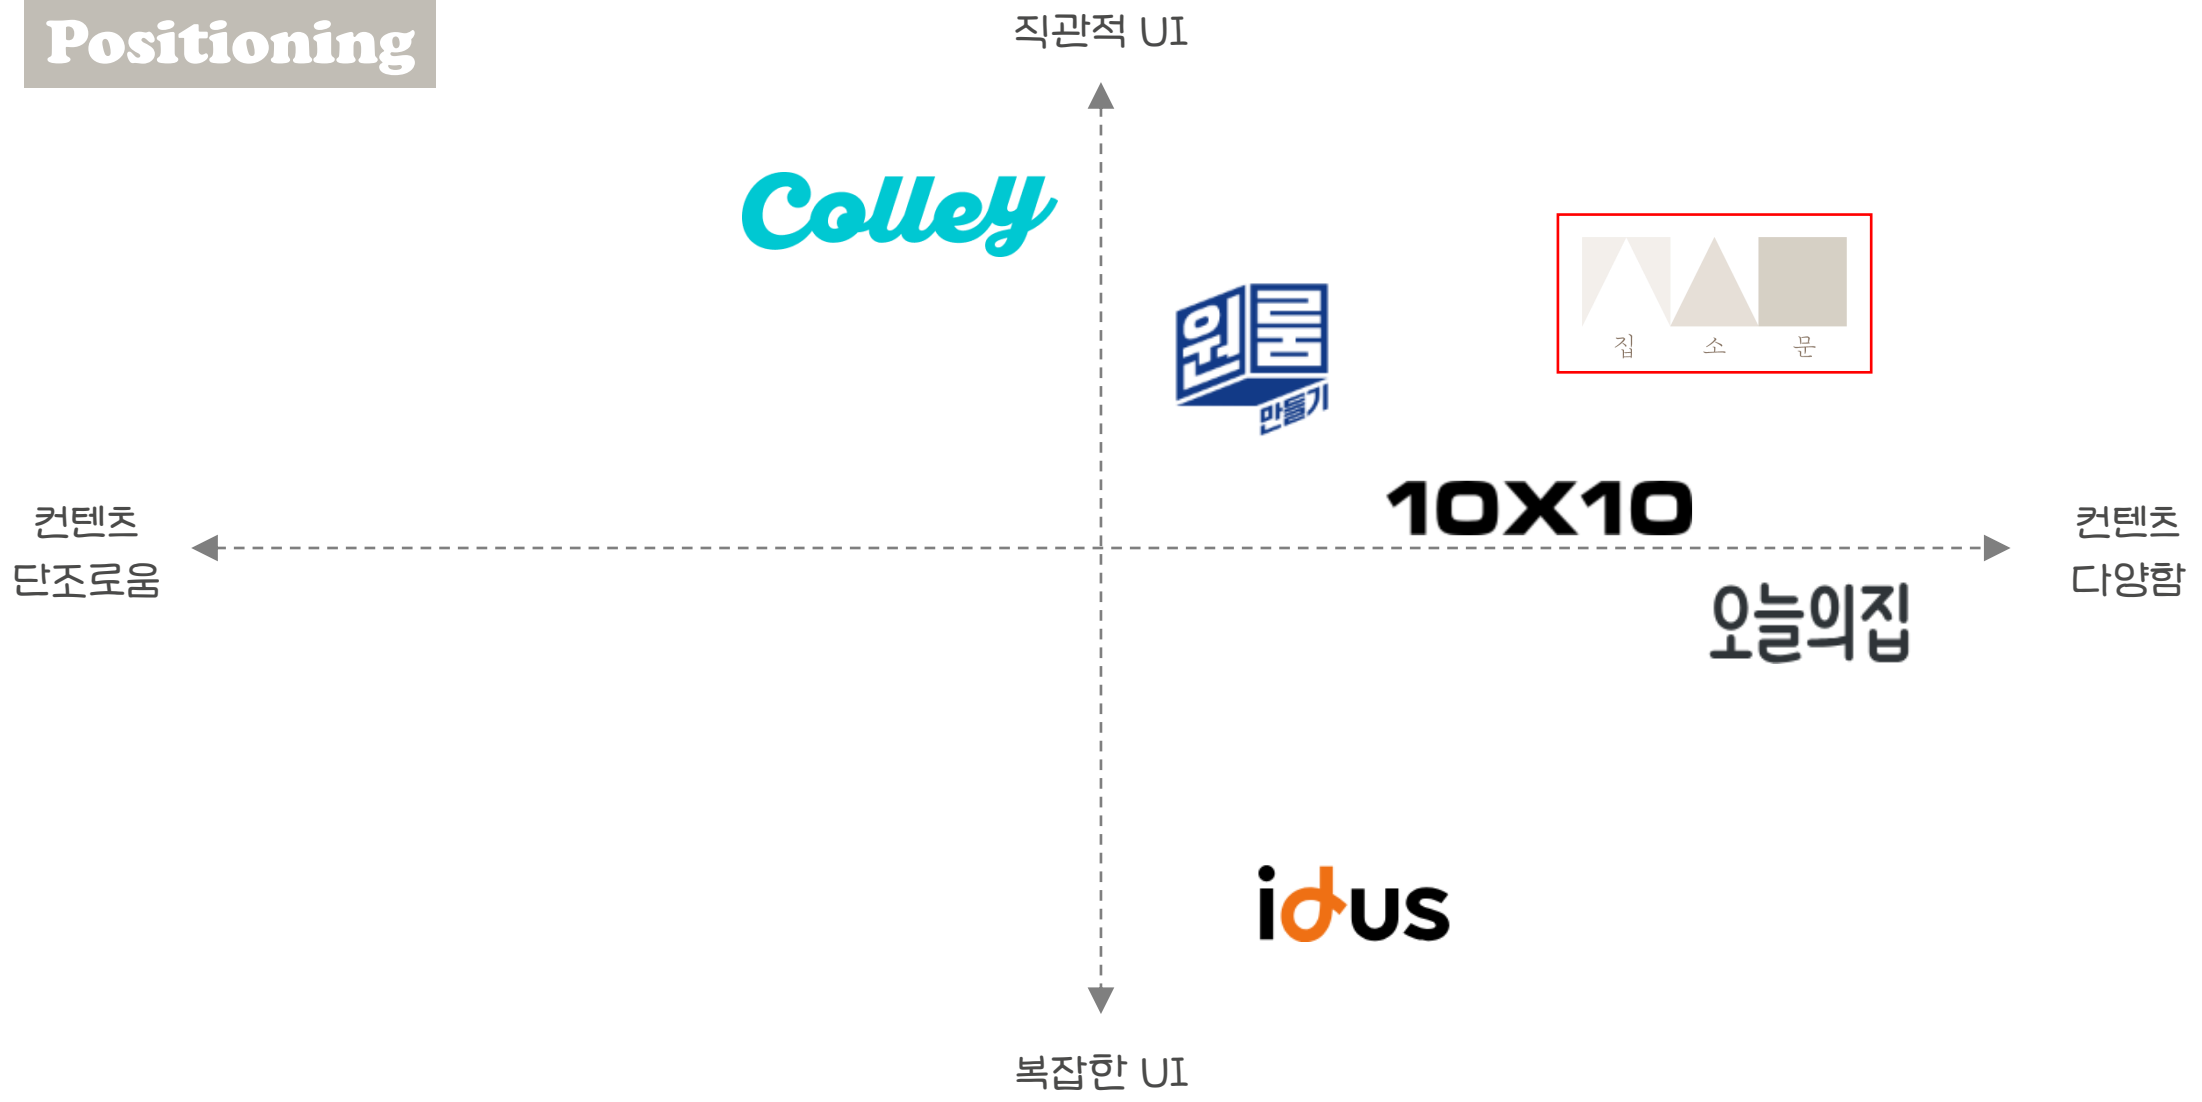 Positioning
직관적 UI
Colley
원룸
만들기
집 소 문
10X10
컨텐츠
단조로움
컨텐츠
다양함
오늘의집
idus
복잡한 UI